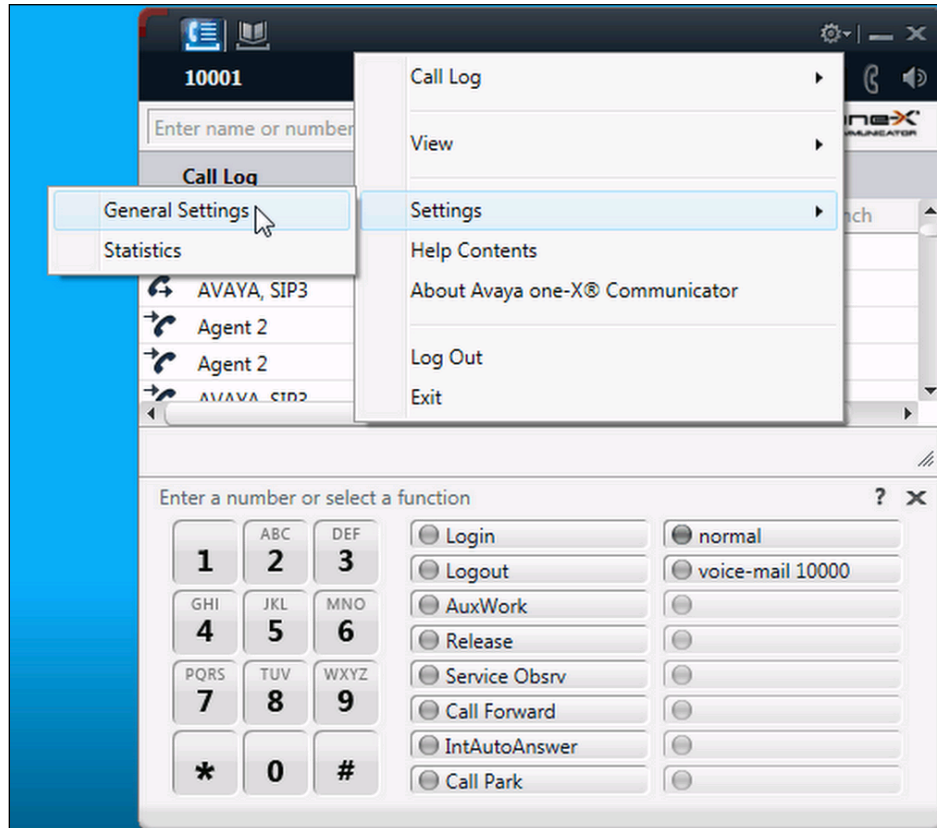 10001
Call Log
Enter name or number
View
Call Log
General Settings
Settings
Statistics
Help Contents
AVAYA, SIP3
About Avaya one-X® Communicator
Agent 2
Agent 2
Log Out
AVAYA, SIP3
Exit
Enter a number or select a function
?
1
ABC
2
DEF
3
GHI
4
JKL
5
MNO
6
PQRS
7
TUV
8
WXYZ
9
*
0
#
Login
normal
Logout
voice-mail 10000
AuxWork
Release
Service Obsrv
Call Forward
IntAutoAnswer
Call Park